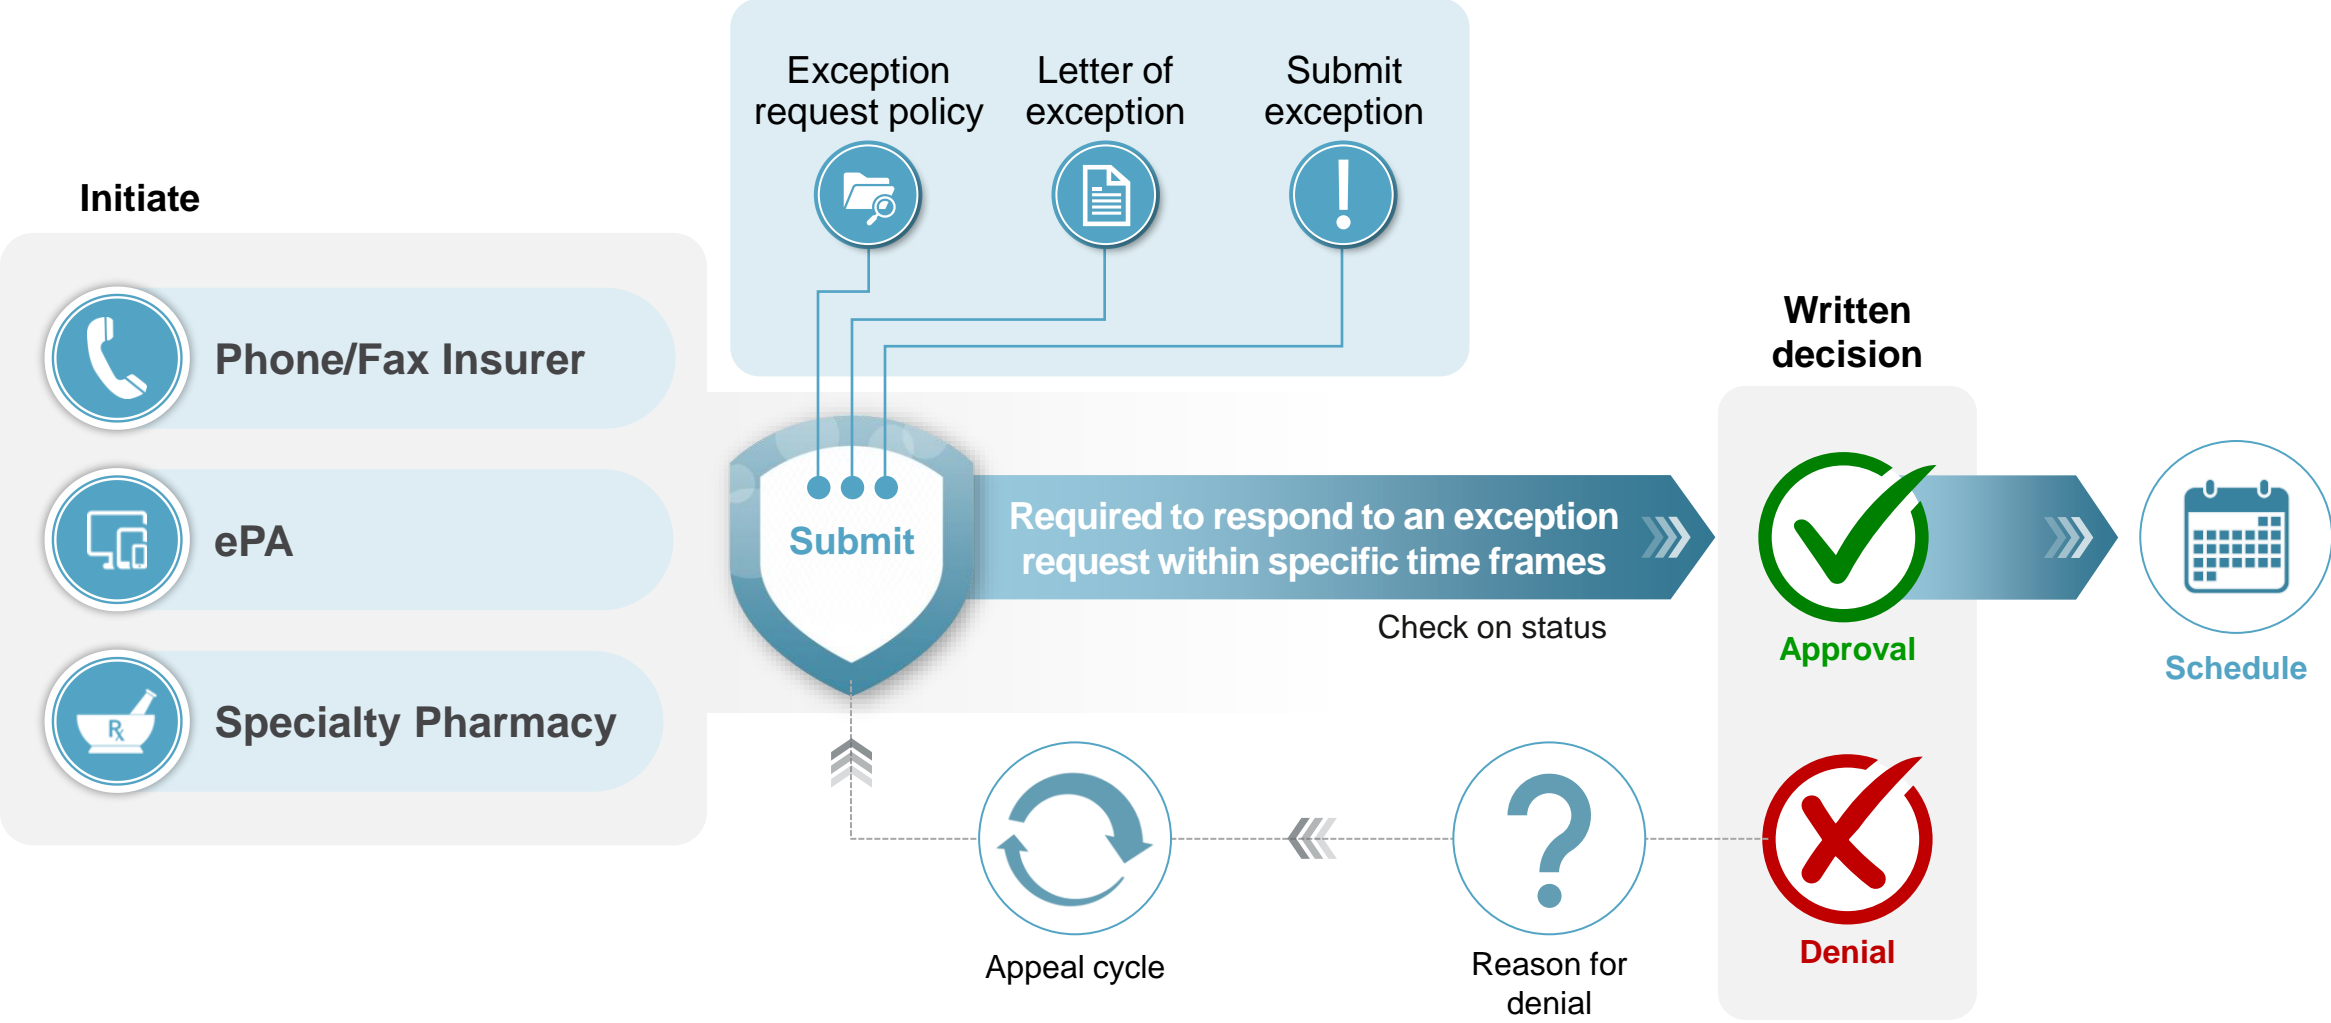 Exception
request policy
Letter of
exception
Submit
exception
Initiate
Phone/Fax Insurer
ePA
Specialty Pharmacy
Rx
Submit
Required to respond to an exception
request within specific time frames
Check on status
Written
decision
Approval
Schedule
Denial
Reason for
denial
Appeal cycle